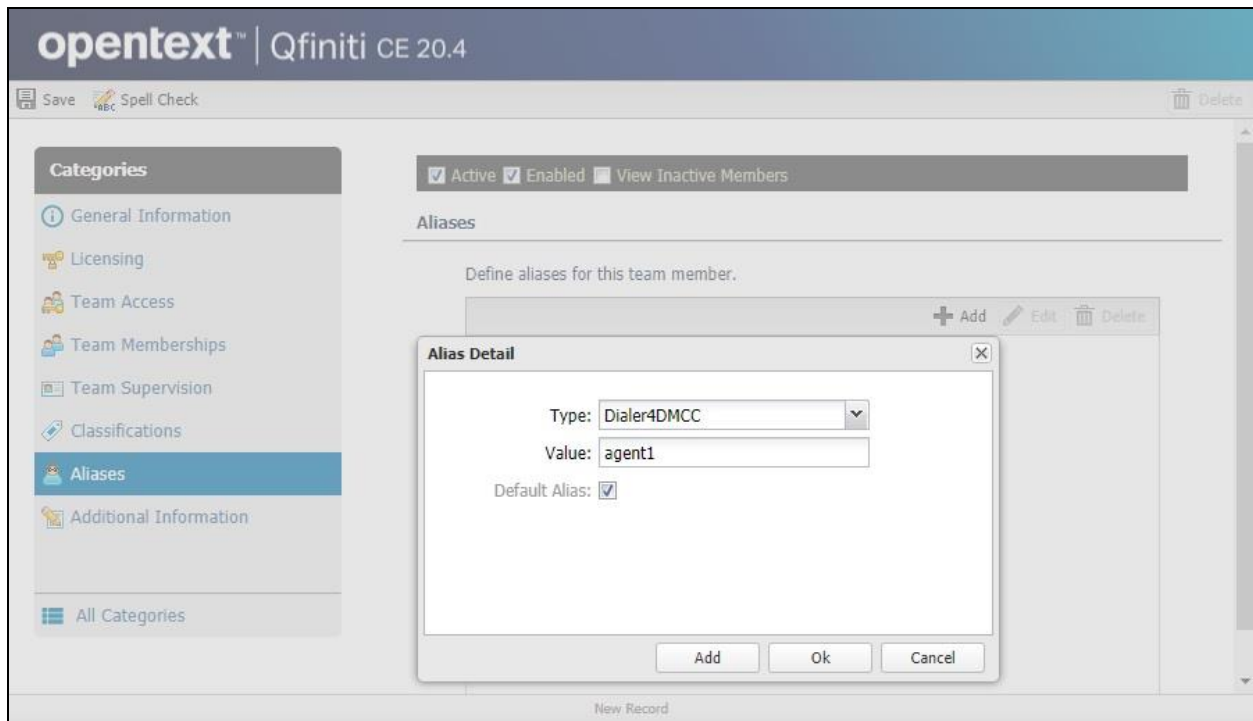 opentext™ | Qfiniti CE 20.4
Save Spell Check Delete
Categories
General Information
Licensing
Team Access
Team Memberships
Team Supervision
Classifications
Aliases
Additional Information
All Categories
Active Enabled View Inactive Members
Aliases
Define aliases for this team member.
Add Edit Delete
Alias Detail
Type: Dialer4DMCC
Value: agent1
Default Alias:
Add Ok Cancel
New Record